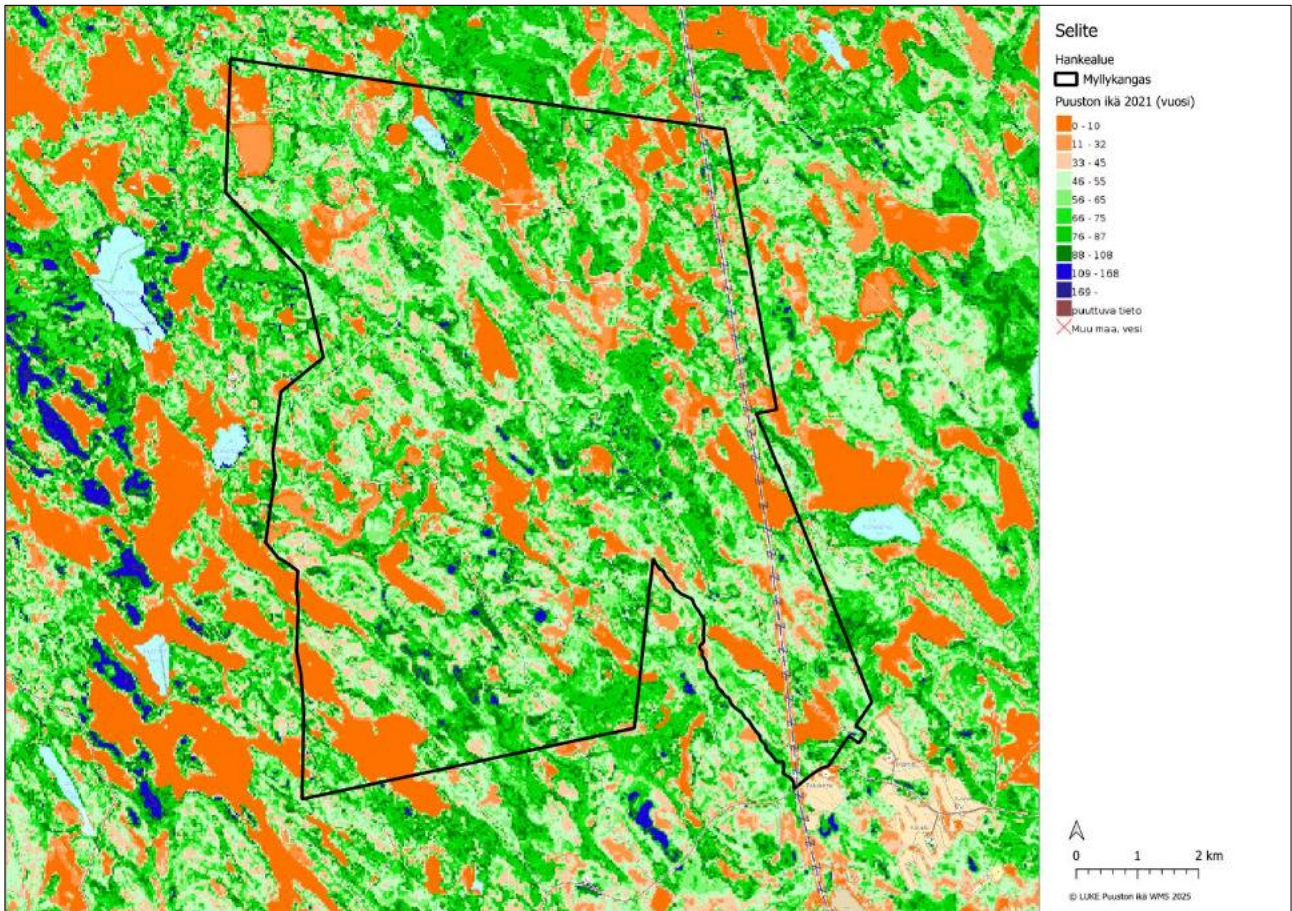 Selite
Hankealue
Myllykangas
Puuston ikä 2021 (vuosi)
0 - 10
11 - 32
33 - 45
46 - 55
56 - 65
66 - 75
76 - 87
88 - 108
109 - 168
169 -
puuttuva tieto
Muu maa, vesi
0 1 2 km
© LUKE Puuston ikä WMS 2025